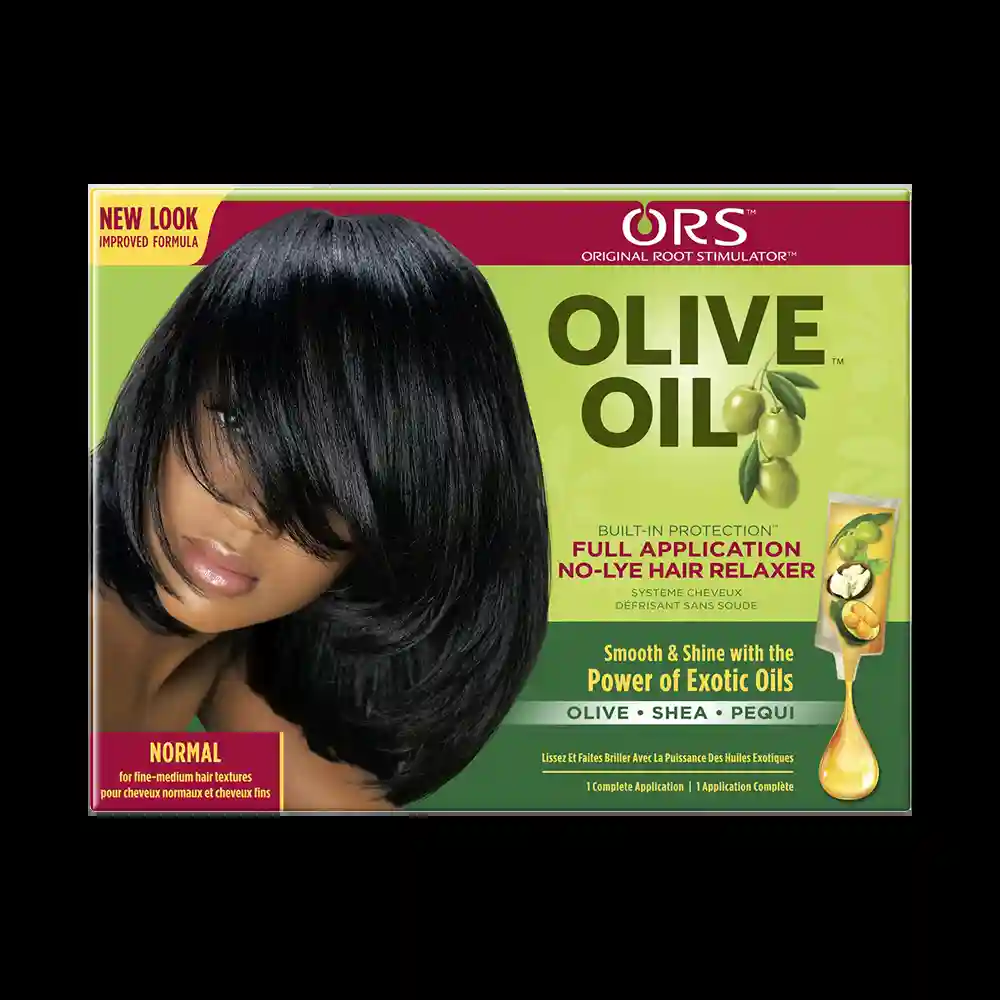 NEW LOOK
IMPROVED FORMULA
ORS™
ORIGINAL ROOT STIMULATOR™
OLIVE
OIL™
BUILT-IN PROTECTION™
FULL APPLICATION
NO-LYE HAIR RELAXER
SYSTÈME CHEVEUX
DÉFRISANT SANS SOUDE
Smooth & Shine with the
Power of Exotic Oils
OLIVE • SHEA • PEQUI
Lissez Et Faites Briller Avec La Puissance Des Huiles Exotiques
1 Complete Application | 1 Application Complète
NORMAL
for fine-medium hair textures
pour cheveux normaux et cheveux fins